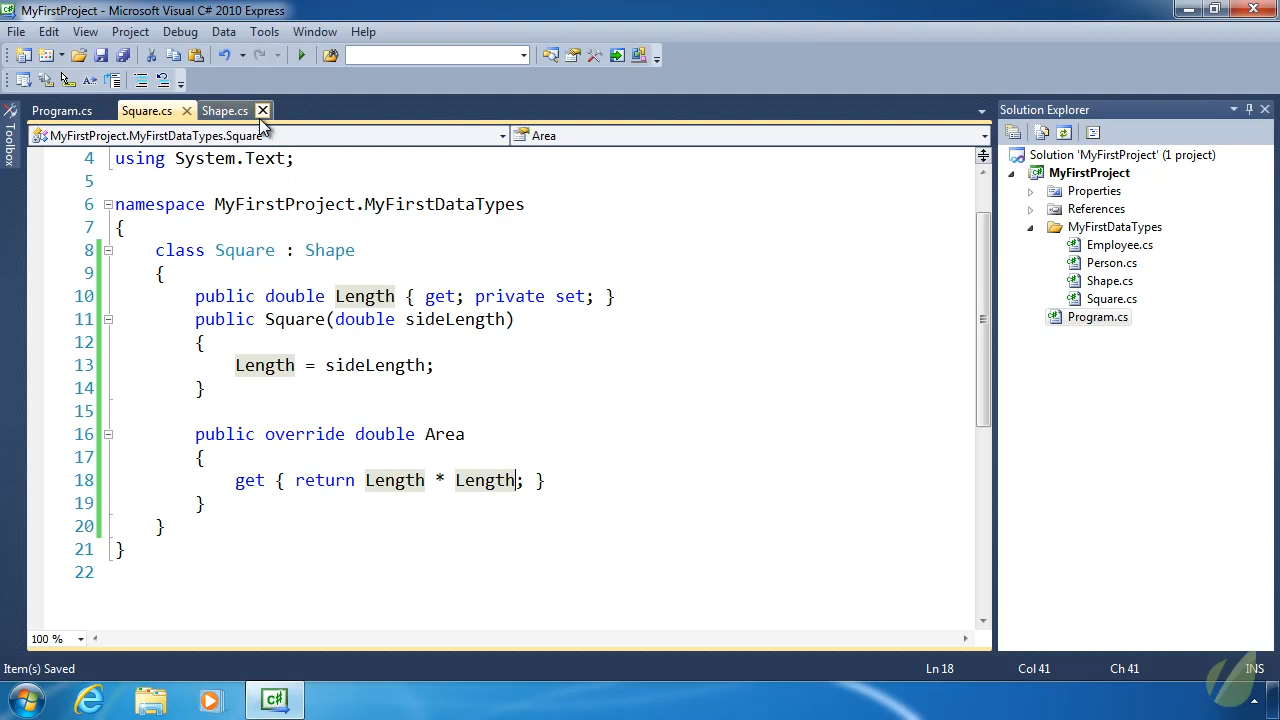 MyFirstProject - Microsoft Visual C# 2010 Express
File Edit View Project Debug Data Tools Window Help
Program.cs Square.cs Shape.cs
Solution Explorer
MyFirstProject.MyFirstDataTypes.Square Area
Toolbox
4 using System.Text;
5
6 namespace MyFirstProject.MyFirstDataTypes
7 {
8 class Square : Shape
9 {
10 public double Length { get; private set; }
11 public Square(double sideLength)
12 {
13 Length = sideLength;
14 }
15
16 public override double Area
17 {
18 get { return Length * Length; }
19 }
20 }
21 }
22
Solution 'MyFirstProject' (1 project)
MyFirstProject
Properties
References
MyFirstDataTypes
Employee.cs
Person.cs
Shape.cs
Square.cs
Program.cs
100 %
Item(s) Saved Ln 18 Col 41 Ch 41 INS